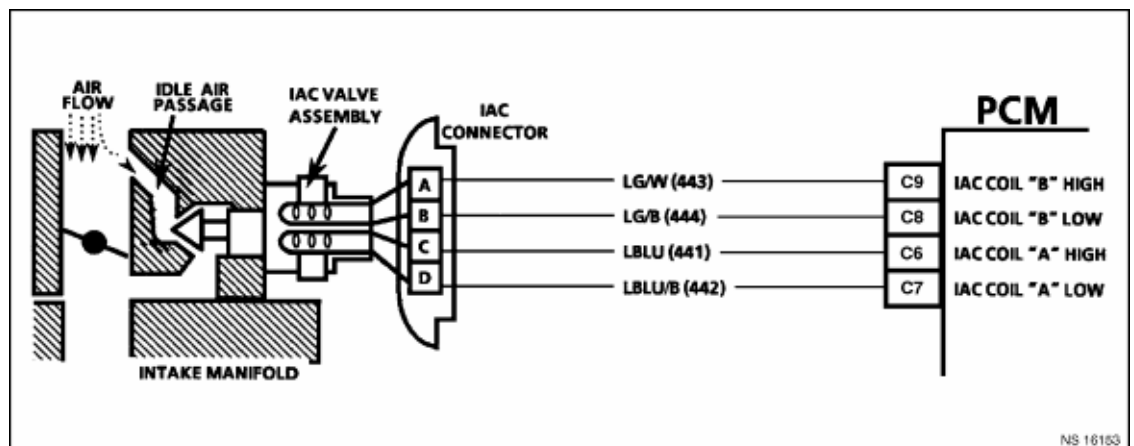 AIR
FLOW
IDLE AIR
PASSAGE
IAC VALVE
ASSEMBLY
IAC
CONNECTOR
PCM
A
LG/W (443)
C9
IAC COIL "B" HIGH
B
LG/B (444)
C8
IAC COIL "B" LOW
C
LBLU (441)
C6
IAC COIL "A" HIGH
D
LBLU/B (442)
C7
IAC COIL "A" LOW
INTAKE MANIFOLD
NS 16153